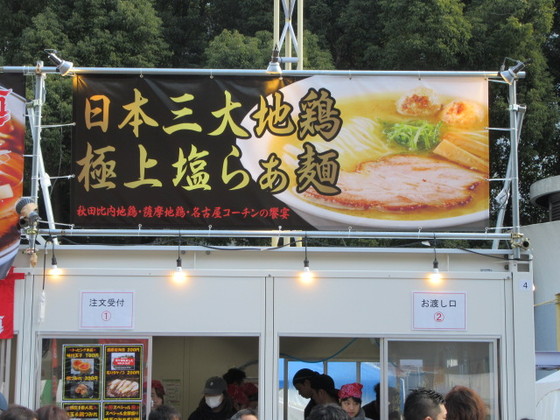 日本三大地鶏
極上塩らぁ麺
秋田比内地鶏・薩摩地鶏・名古屋コーチンの饗宴
注文受付
①
お渡し口
②
4